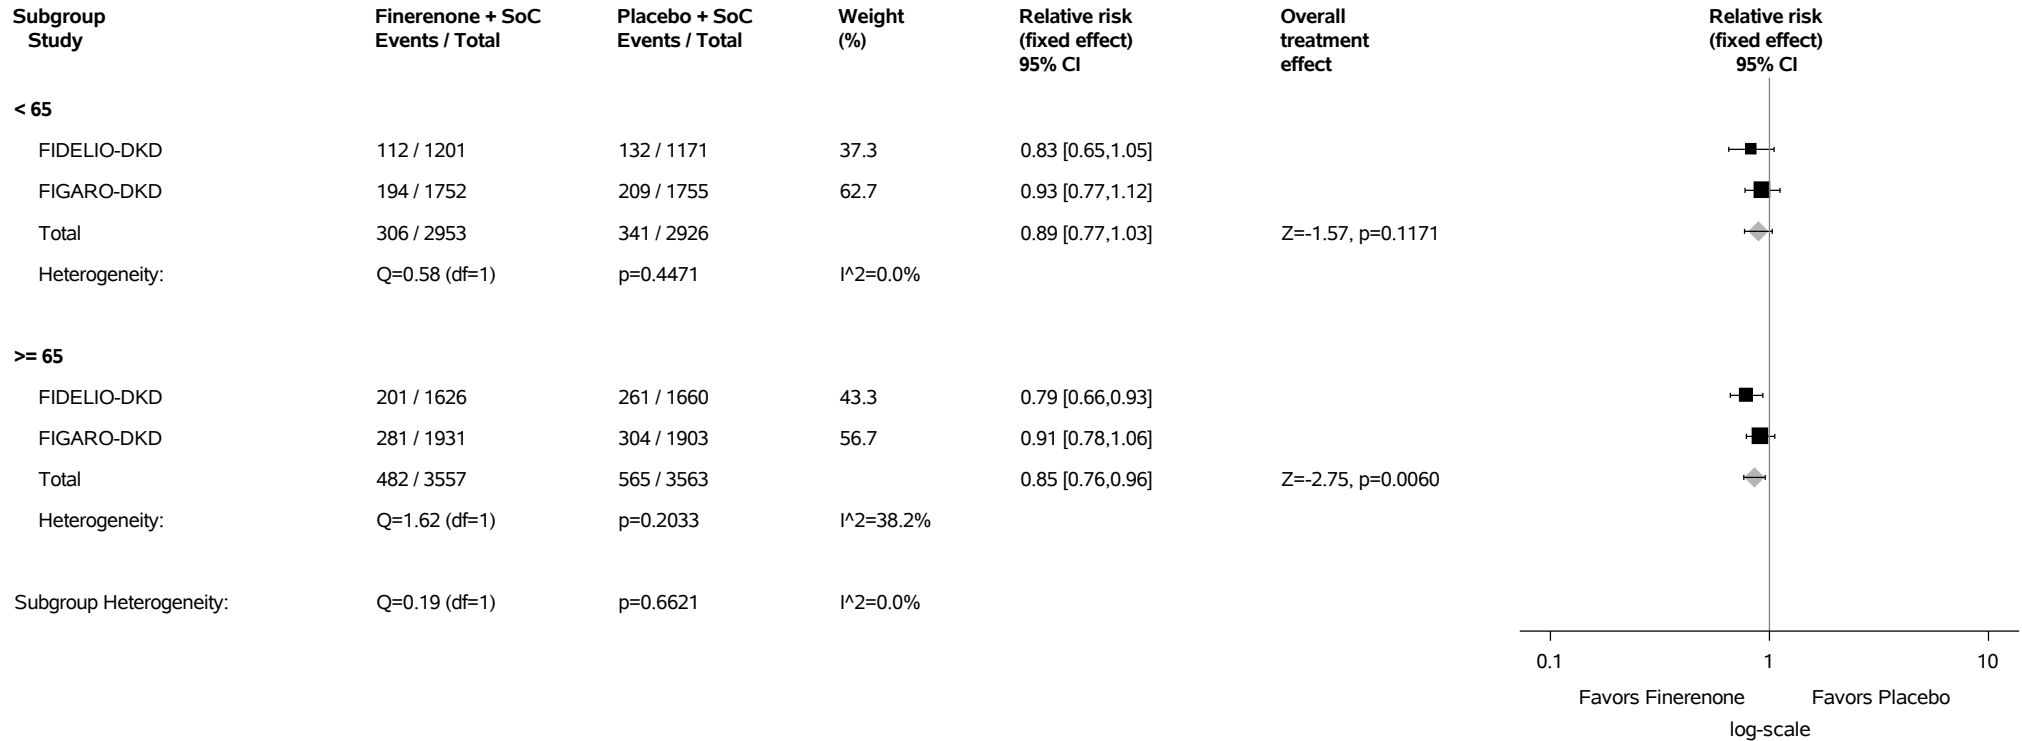 Subgroup Finerenone + SoC Placebo + SoC Weight Relative risk Overall Relative risk
Study Events / Total Events / Total (%) (fixed effect) treatment (fixed effect)
95% CI effect 95% CI
< 65
FIDELIO-DKD 112 / 1201 132 / 1171 37.3 0.83 [0.65,1.05]
FIGARO-DKD 194 / 1752 209 / 1755 62.7 0.93 [0.77,1.12]
Total 306 / 2953 341 / 2926 0.89 [0.77,1.03] Z=-1.57, p=0.1171
Heterogeneity: Q=0.58 (df=1) p=0.4471 I^2=0.0%
>= 65
FIDELIO-DKD 201 / 1626 261 / 1660 43.3 0.79 [0.66,0.93]
FIGARO-DKD 281 / 1931 304 / 1903 56.7 0.91 [0.78,1.06]
Total 482 / 3557 565 / 3563 0.85 [0.76,0.96] Z=-2.75, p=0.0060
Heterogeneity: Q=1.62 (df=1) p=0.2033 I^2=38.2%
Subgroup Heterogeneity: Q=0.19 (df=1) p=0.6621 I^2=0.0%
0.1 1 10
Favors Finerenone Favors Placebo
log-scale